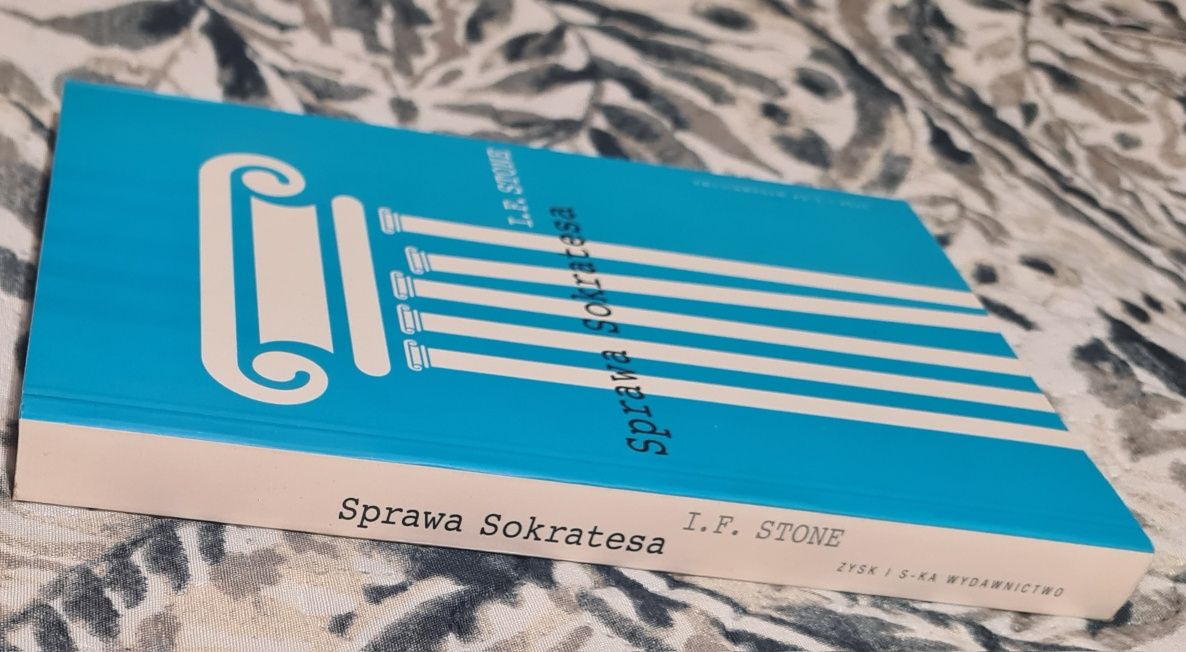 I.F. STONE
Sprawa Sokratesa
Sprawa Sokratesa
I.F. STONE
ZYSK I S-KA WYDAWNICTWO